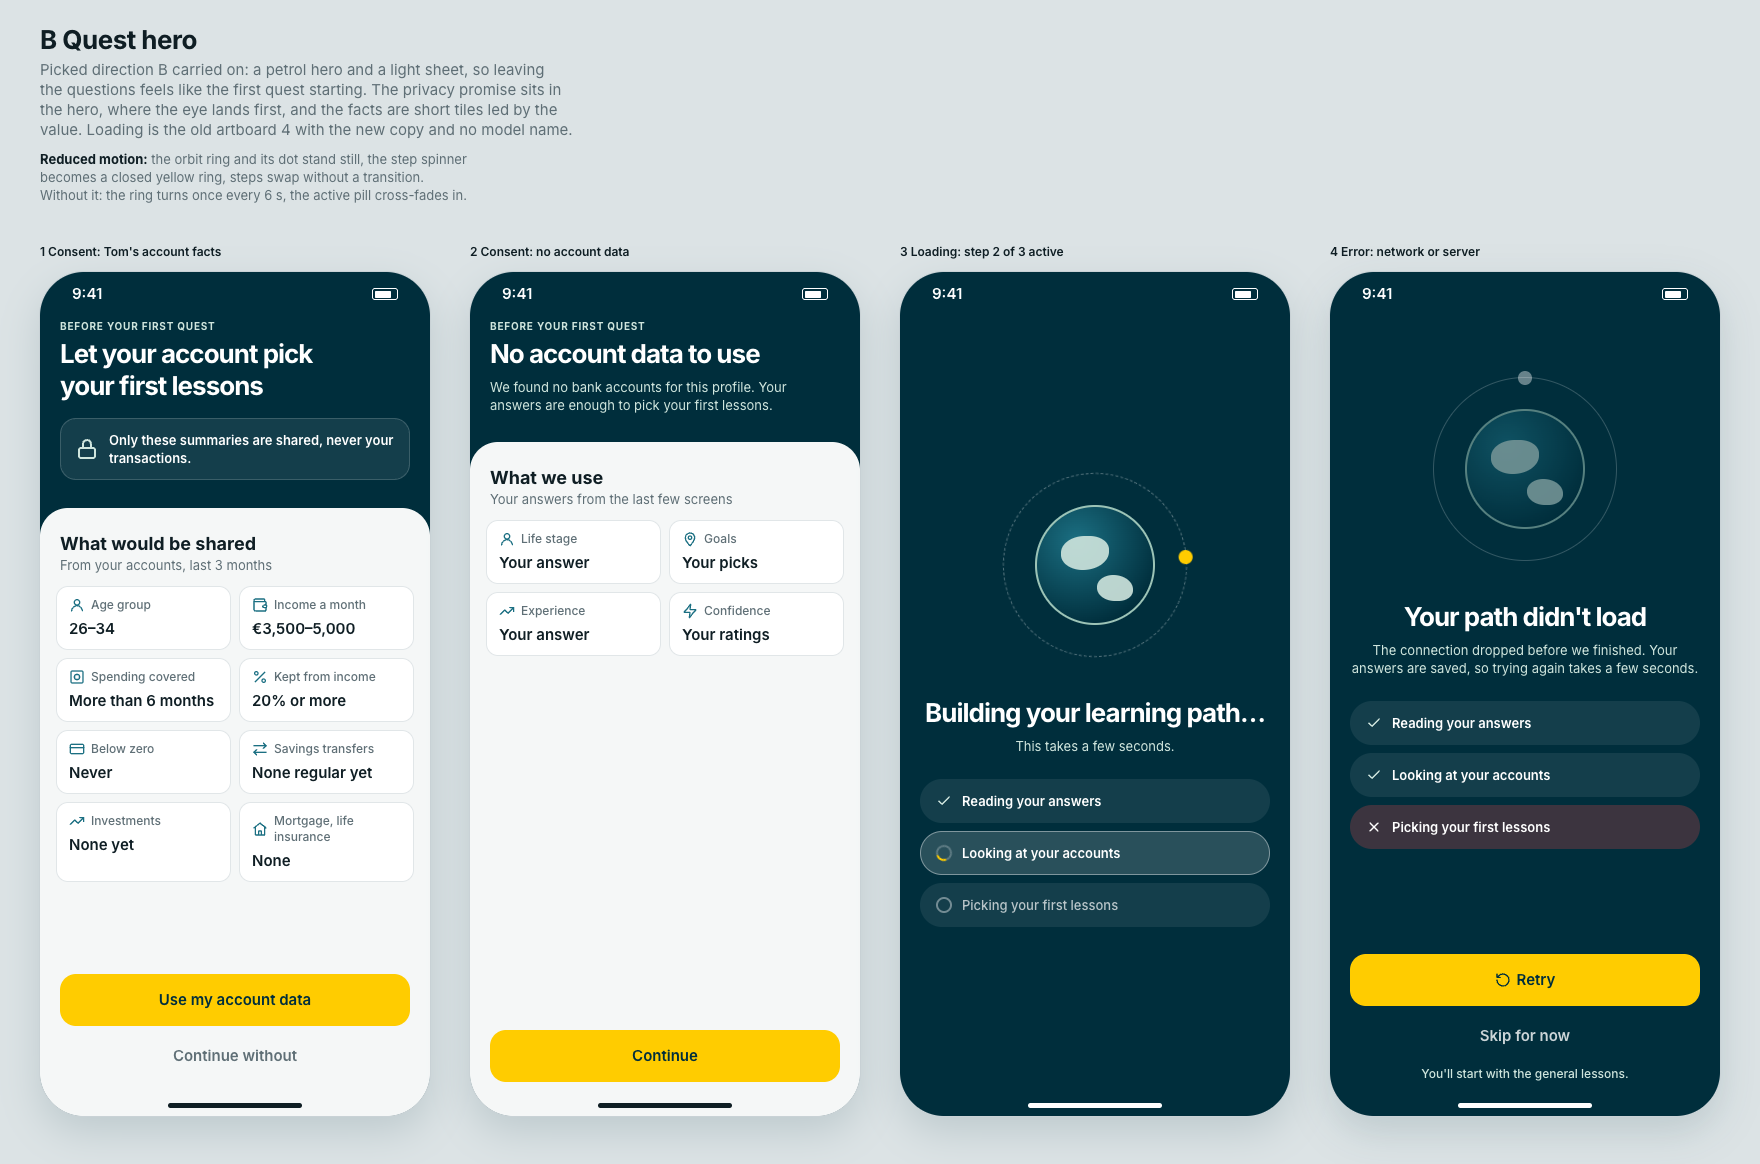 B Quest hero
Picked direction B carried on: a petrol hero and a light sheet, so leaving
the questions feels like the first quest starting. The privacy promise sits in
the hero, where the eye lands first, and the facts are short tiles led by the
value. Loading is the old artboard 4 with the new copy and no model name.
Reduced motion: the orbit ring and its dot stand still, the step spinner
becomes a closed yellow ring, steps swap without a transition.
Without it: the ring turns once every 6 s, the active pill cross-fades in.
1 Consent: Tom's account facts
9:41
BEFORE YOUR FIRST QUEST
Let your account pick
your first lessons
Only these summaries are shared, never your
transactions.
What would be shared
From your accounts, last 3 months
Age group
26–34
Income a month
€3,500–5,000
Spending covered
More than 6 months
Kept from income
20% or more
Below zero
Never
Savings transfers
None regular yet
Investments
None yet
Mortgage, life
insurance
None
Use my account data
Continue without
2 Consent: no account data
9:41
BEFORE YOUR FIRST QUEST
No account data to use
We found no bank accounts for this profile. Your
answers are enough to pick your first lessons.
What we use
Your answers from the last few screens
Life stage
Your answer
Goals
Your picks
Experience
Your answer
Confidence
Your ratings
Continue
3 Loading: step 2 of 3 active
9:41
Building your learning path...
This takes a few seconds.
Reading your answers
Looking at your accounts
Picking your first lessons
4 Error: network or server
9:41
Your path didn't load
The connection dropped before we finished. Your
answers are saved, so trying again takes a few seconds.
Reading your answers
Looking at your accounts
Picking your first lessons
Retry
Skip for now
You'll start with the general lessons.